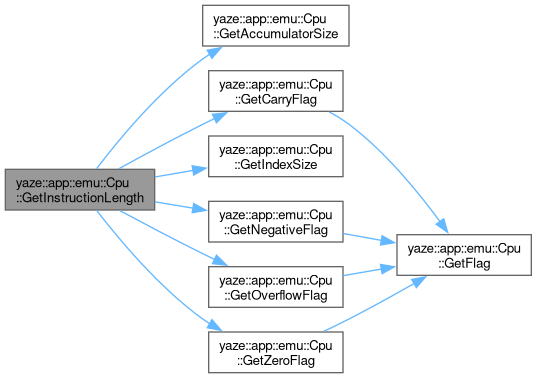 yaze::app::emu::Cpu
::GetInstructionLength
yaze::app::emu::Cpu
::GetAccumulatorSize
yaze::app::emu::Cpu
::GetCarryFlag
yaze::app::emu::Cpu
::GetIndexSize
yaze::app::emu::Cpu
::GetNegativeFlag
yaze::app::emu::Cpu
::GetOverflowFlag
yaze::app::emu::Cpu
::GetZeroFlag
yaze::app::emu::Cpu
::GetFlag